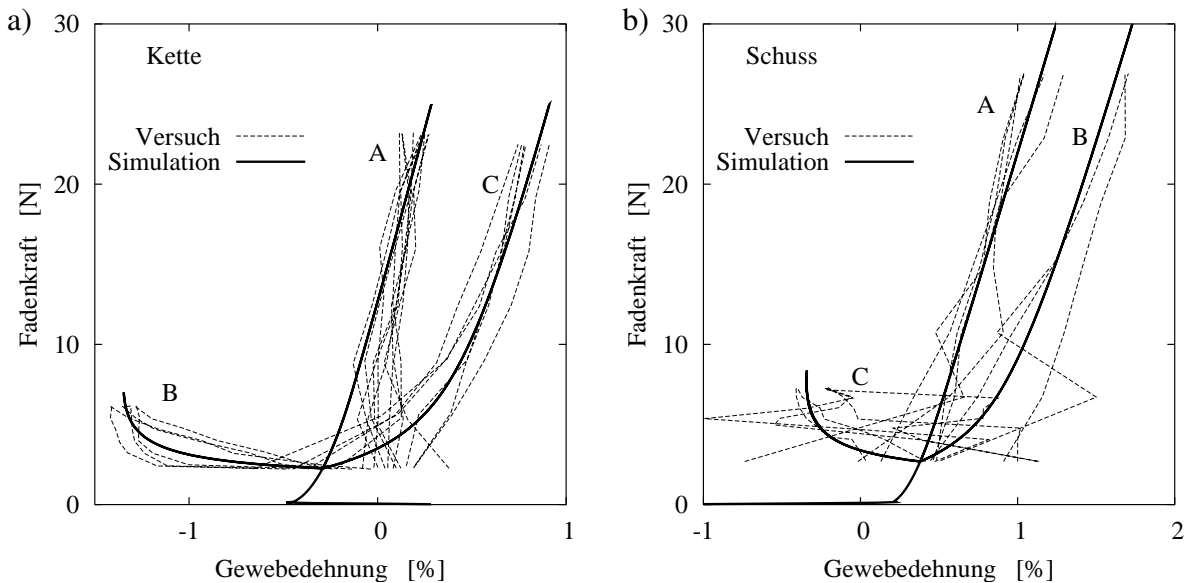 a)
30
20
10
0
Fadenkraft [N]
Kette
Versuch
Simulation
A
B
C
-1
0
1
Gewebedehnung [%]
b)
30
20
10
0
Fadenkraft [N]
Schuss
Versuch
Simulation
A
B
C
-1
0
1
2
Gewebedehnung [%]